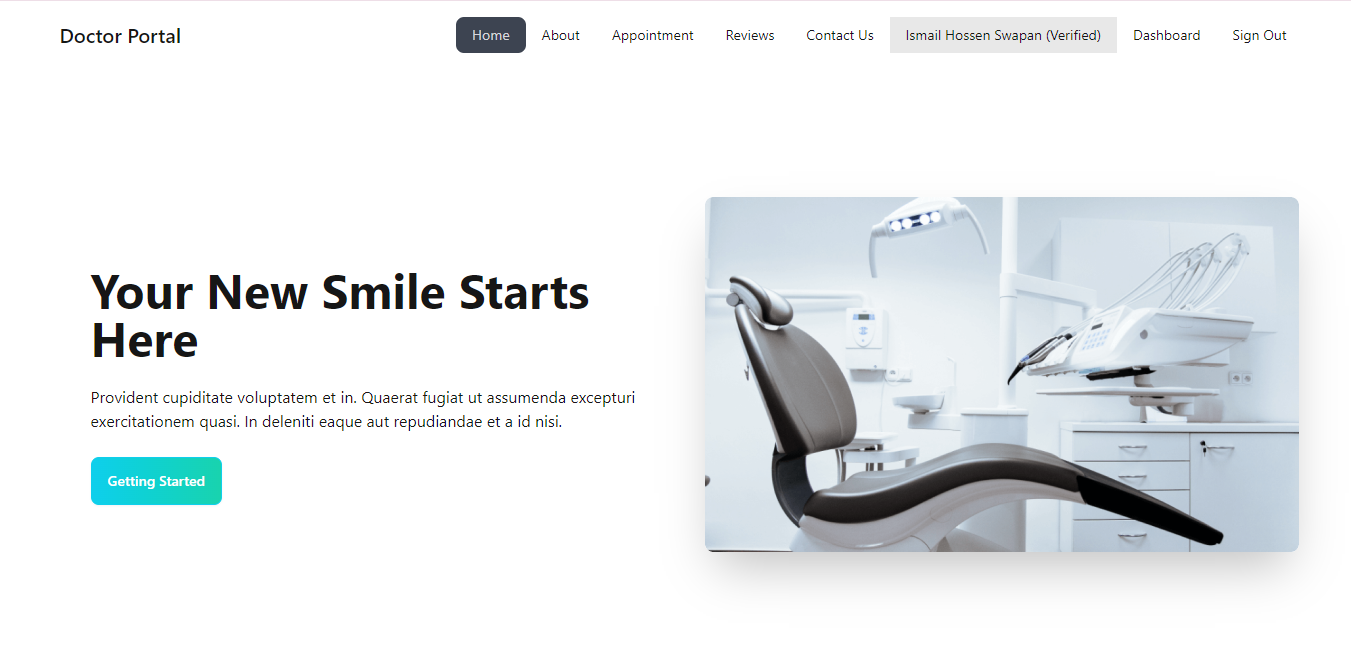 Doctor Portal
Home About Appointment Reviews Contact Us Ismail Hossen Swapan (Verified) Dashboard Sign Out
Your New Smile Starts
Here
Provident cupiditate voluptatem et in. Quaerat fugiat ut assumenda excepturi
exercitationem quasi. In deleniti eaque aut repudiandae et a id nisi.
Getting Started